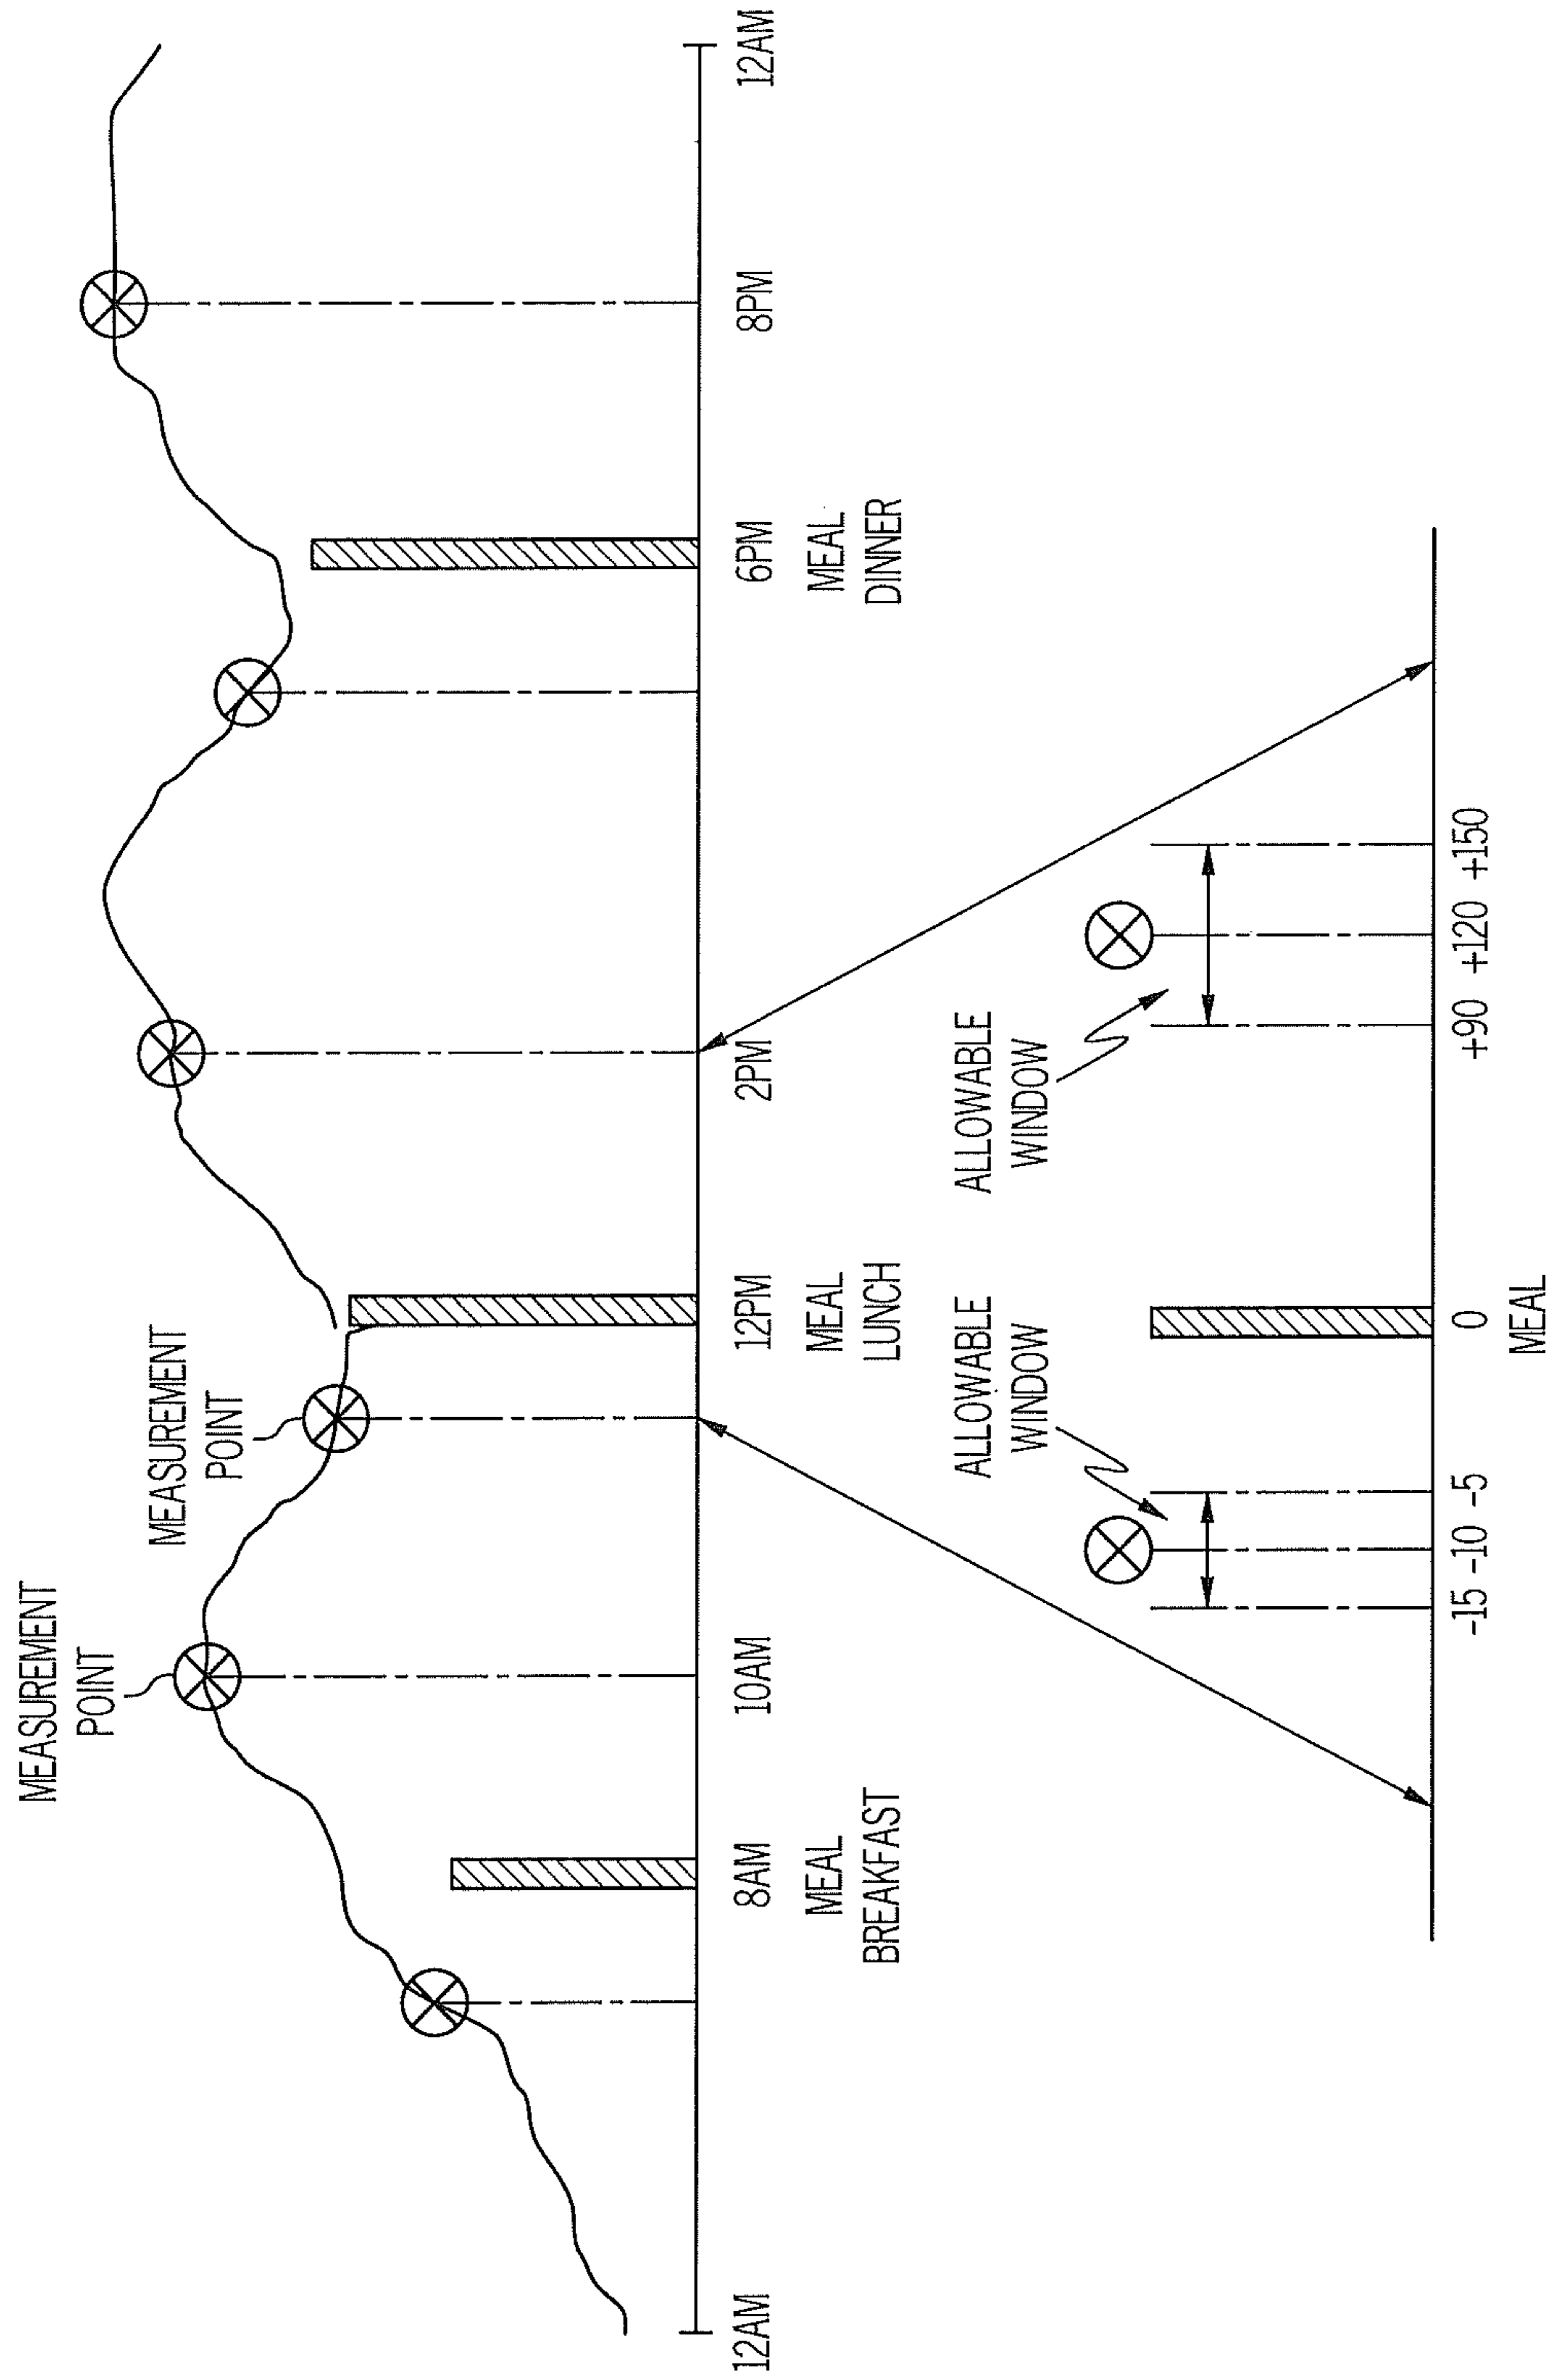 MEASUREMENT
POINT
MEASUREMENT
POINT
12AM
8AM
10AM
12PM
2PM
6PM
8PM
12AM
MEAL
BREAKFAST
MEAL
LUNCH
MEAL
DINNER
ALLOWABLE
WINDOW
ALLOWABLE
WINDOW
-15 -10 -5
0
+90 +120 +150
MEAL